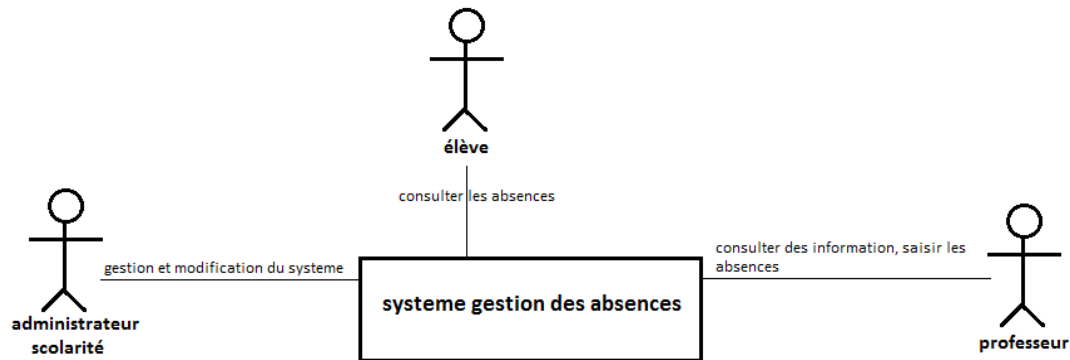 élève
consulter les absences
gestion et modification du systeme
consulter des information, saisir les
absences
systeme gestion des absences
administrateur
scolarité
professeur